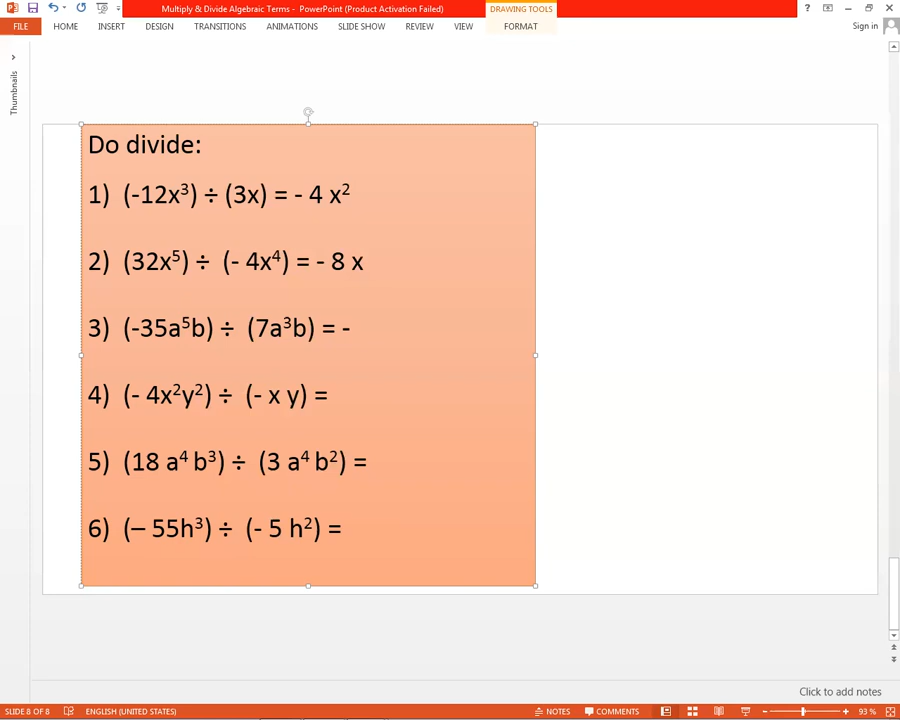 Multiply & Divide Algebraic Terms - PowerPoint (Product Activation Failed)
DRAWING TOOLS
?
FILE HOME INSERT DESIGN TRANSITIONS ANIMATIONS SLIDE SHOW REVIEW VIEW FORMAT
Sign in
Thumbnails
Do divide:
1) (-12x³) ÷ (3x) = - 4 x²
2) (32x⁵) ÷ (- 4x⁴) = - 8 x
3) (-35a⁵b) ÷ (7a³b) = -
4) (- 4x²y²) ÷ (- x y) =
5) (18 a⁴ b³) ÷ (3 a⁴ b²) =
6) (– 55h³) ÷ (- 5 h²) =
Click to add notes
SLIDE 8 OF 8 ENGLISH (UNITED STATES) NOTES COMMENTS 93 %